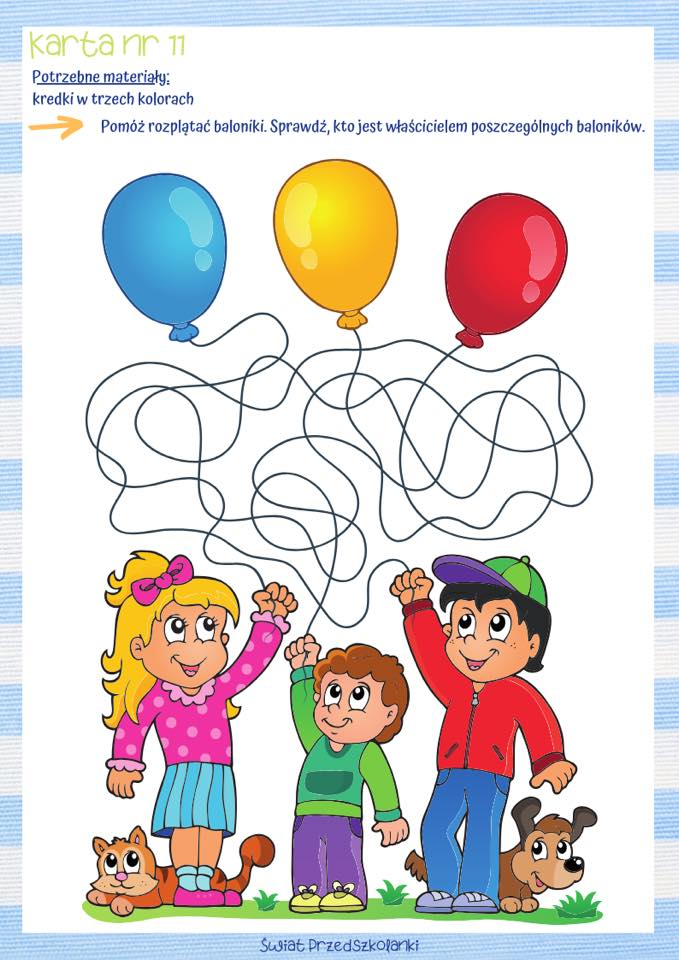 Karta nr 11
Potrzebne materiały:
kredki w trzech kolorach
Pomóż rozplątać baloniki. Sprawdź, kto jest właścicielem poszczególnych baloników.
Świat Przedszkolanki